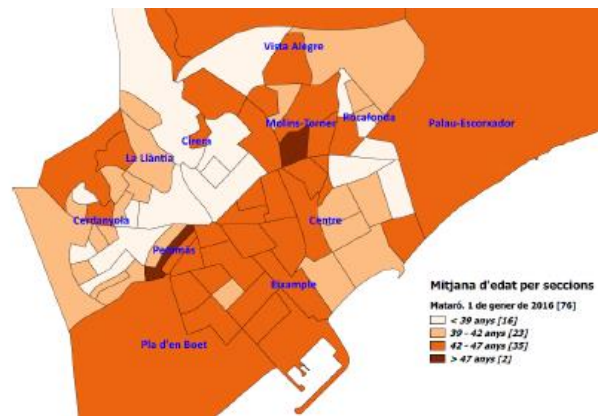 Vista Alegre
Molins-Torner
Rocafonda
Palau-Escorxador
Cirera
La Llàntia
Cerdanyola
Centre
Peramàs
Eixample
Pla d'en Boet
Mitjana d'edat per seccions
Mataró. 1 de gener de 2016 [76]
< 39 anys [16]
39 - 42 anys [23]
42 - 47 anys [35]
> 47 anys [2]